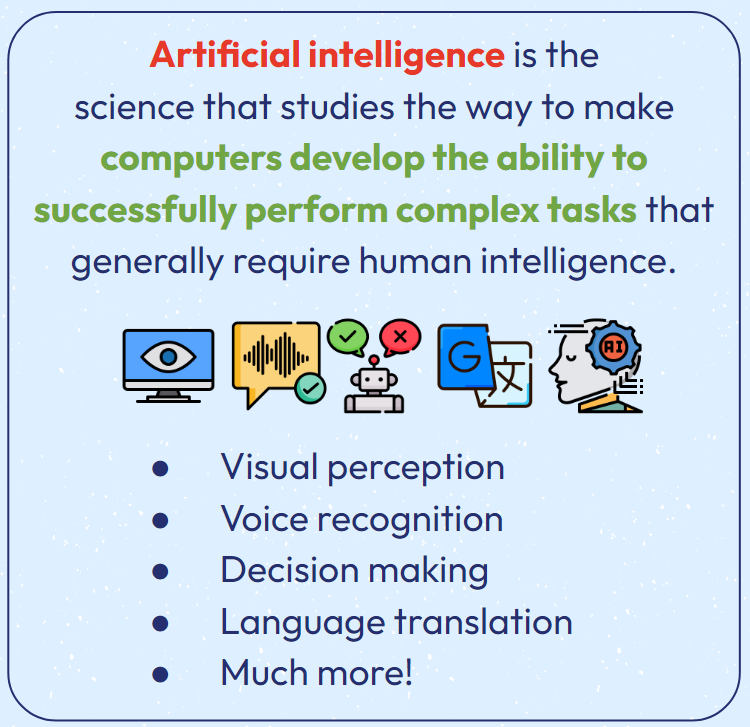 Artificial intelligence is the
science that studies the way to make
computers develop the ability to
successfully perform complex tasks that
generally require human intelligence.
G 文
AI
● Visual perception
● Voice recognition
● Decision making
● Language translation
● Much more!